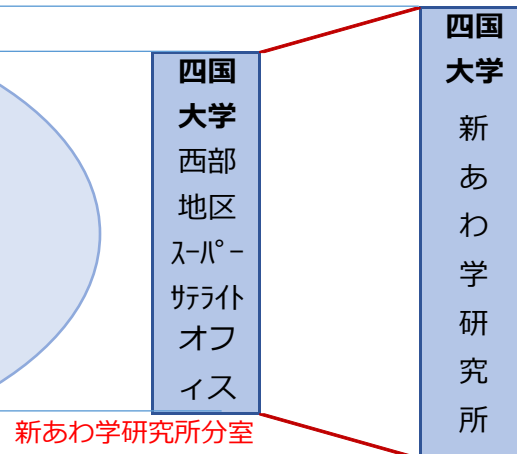 四国
大学
西部
地区
ｽｰﾊﾟｰ
ｻﾃﾗｲﾄ
オフ
ィス
四国
大学
新
あ
わ
学
研
究
所
新あわ学研究所分室